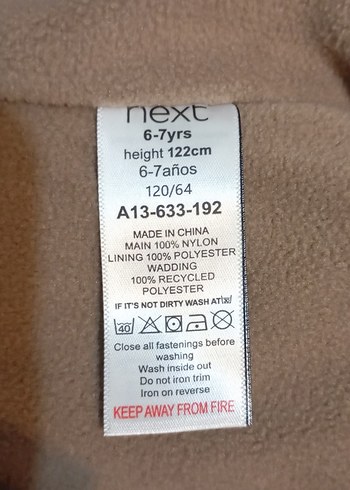 next
6-7yrs
height 122cm
6-7años
120/64
A13-633-192
MADE IN CHINA
MAIN 100% NYLON
LINING 100% POLYESTER
WADDING
100% RECYCLED
POLYESTER
IF IT'S NOT DIRTY WASH AT
40
Close all fastenings before
washing
Wash inside out
Do not iron trim
Iron on reverse
KEEP AWAY FROM FIRE